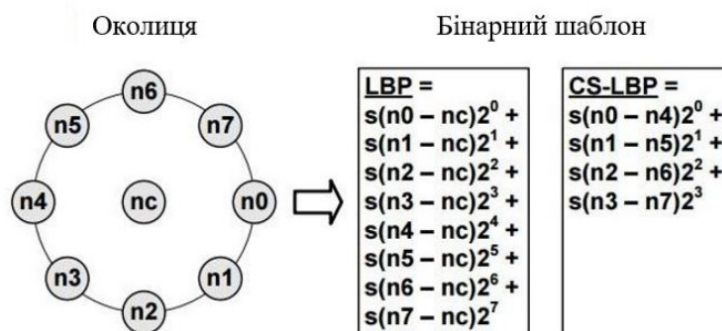 Околиця
Бінарний шаблон
n6
n5
n7
n4
nc
n0
n3
n1
n2
LBP =
s(n0 – nc)2⁰ +
s(n1 – nc)2¹ +
s(n2 – nc)2² +
s(n3 – nc)2³ +
s(n4 – nc)2⁴ +
s(n5 – nc)2⁵ +
s(n6 – nc)2⁶ +
s(n7 – nc)2⁷
CS-LBP =
s(n0 – n4)2⁰ +
s(n1 – n5)2¹ +
s(n2 – n6)2² +
s(n3 – n7)2³